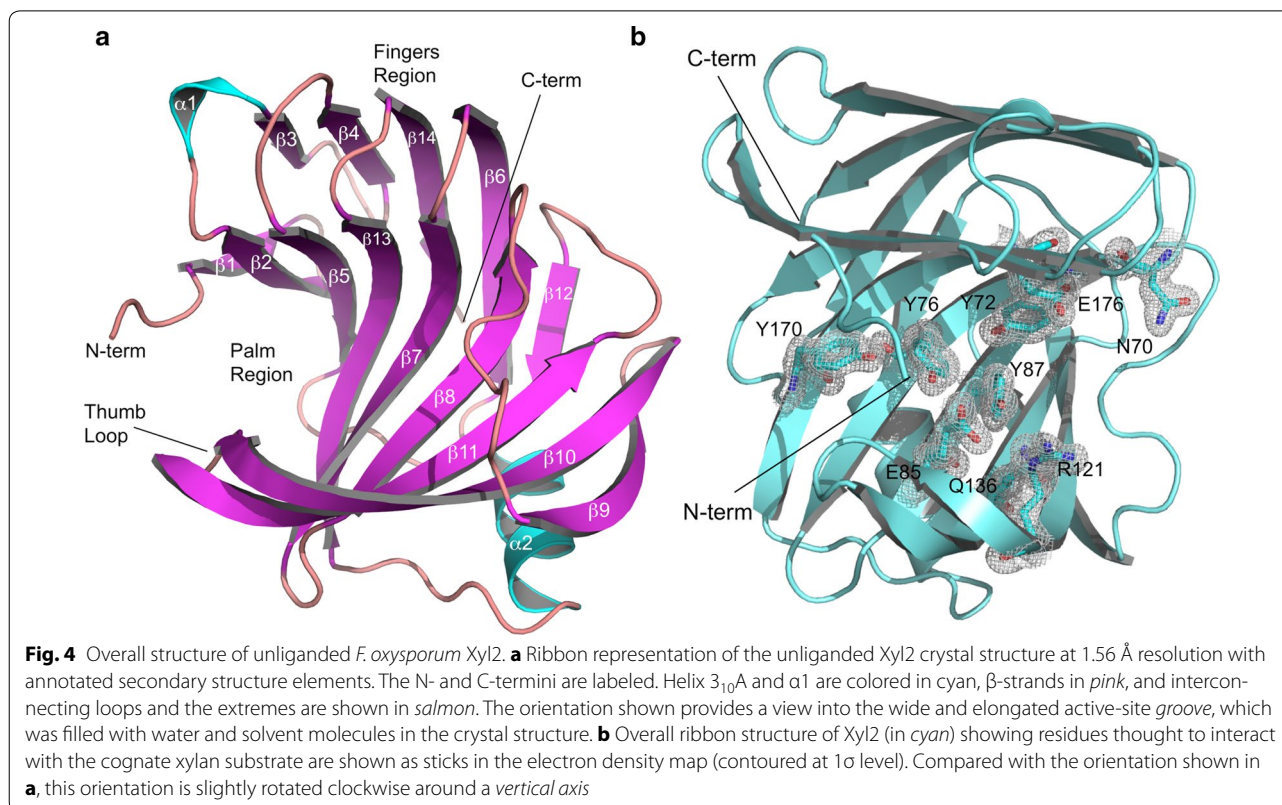 a
Fingers
Region
C-term
α1
β3
β4
β14
β6
β1
β2
β5
β13
β12
N-term
Palm
Region
β7
β8
Thumb
Loop
β11
β10
β9
α2
b
C-term
Y76
Y72
E176
Y170
N70
Y87
E85
Q136
R121
N-term
Fig. 4 Overall structure of unliganded F. oxysporum Xyl2. a Ribbon representation of the unliganded Xyl2 crystal structure at 1.56 Å resolution with
annotated secondary structure elements. The N- and C-termini are labeled. Helix 3₁₀A and α1 are colored in cyan, β-strands in pink, and intercon-
necting loops and the extremes are shown in salmon. The orientation shown provides a view into the wide and elongated active-site groove, which
was filled with water and solvent molecules in the crystal structure. b Overall ribbon structure of Xyl2 (in cyan) showing residues thought to interact
with the cognate xylan substrate are shown as sticks in the electron density map (contoured at 1σ level). Compared with the orientation shown in
a, this orientation is slightly rotated clockwise around a vertical axis